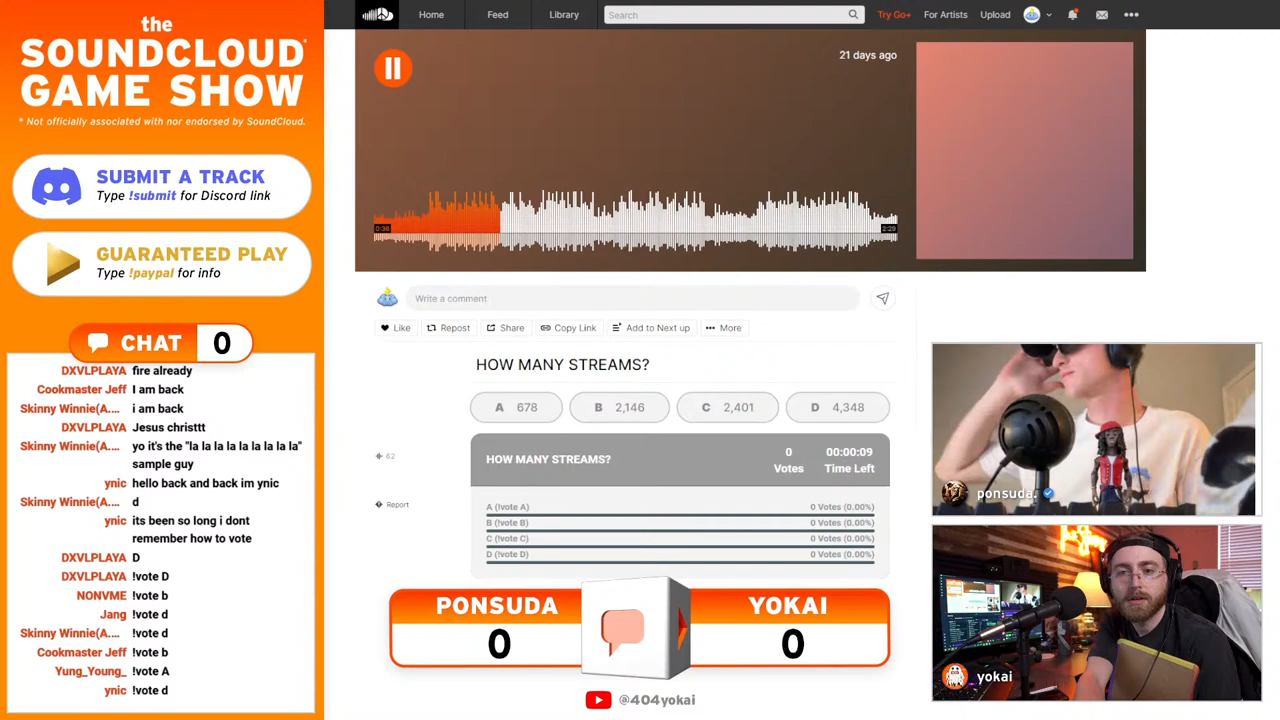 the
SOUNDCLOUD
GAME SHOW
* Not officially associated with nor endorsed by SoundCloud.
SUBMIT A TRACK
Type !submit for Discord link
GUARANTEED PLAY
Type !paypal for info
CHAT 0
DXVLPLAYA fire already
Cookmaster Jeff I am back
Skinny Winnie(A.... i am back
DXVLPLAYA Jesus christtt
Skinny Winnie(A.... yo it's the "la la la la la la la la la"
sample guy
ynic hello back and back im ynic
Skinny Winnie(A.... d
ynic its been so long i dont
remember how to vote
DXVLPLAYA D
DXVLPLAYA !vote D
NONVME !vote b
Jang !vote d
Skinny Winnie(A.... !vote d
Cookmaster Jeff !vote b
Yung_Young_ !vote A
ynic !vote d
Home Feed Library Search Try Go+ For Artists Upload
21 days ago
0:36 2:29
Write a comment
Like Repost Share Copy Link Add to Next up More
HOW MANY STREAMS?
A 678 B 2,146 C 2,401 D 4,348
62
Report
HOW MANY STREAMS?
0
Votes
00:00:09
Time Left
A (!vote A) 0 Votes (0.00%)
B (!vote B) 0 Votes (0.00%)
C (!vote C) 0 Votes (0.00%)
D (!vote D) 0 Votes (0.00%)
PONSUDA
0
YOKAI
0
@404yokai
ponsuda.
yokai